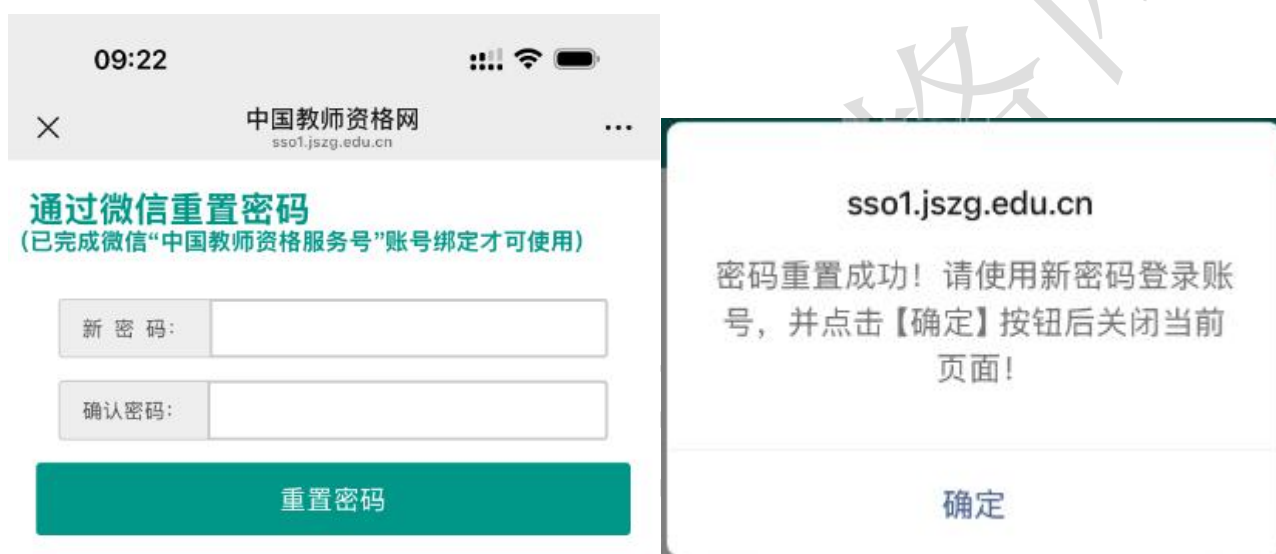 09:22
中国教师资格网
sso1.jszg.edu.cn
通过微信重置密码
(已完成微信“中国教师资格服务号”账号绑定才可使用)
新 密 码:
确认密码:
重置密码
格
sso1.jszg.edu.cn
密码重置成功！请使用新密码登录账
号，并点击【确定】按钮后关闭当前
页面！
确定